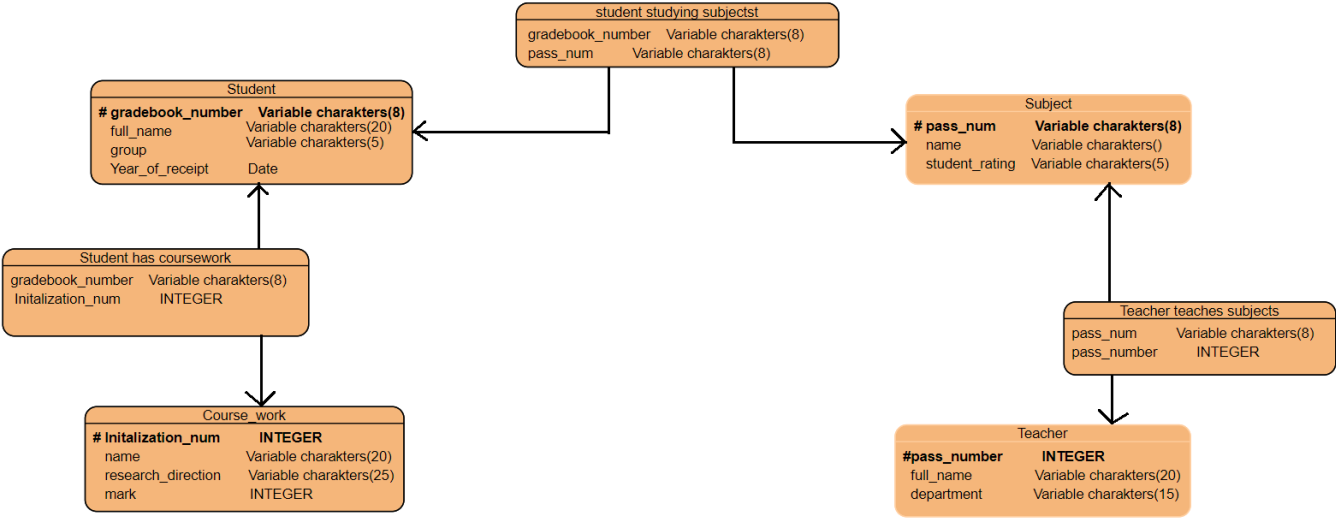 student studying subjectst
gradebook_number Variable charakters(8)
pass_num Variable charakters(8)
Student
# gradebook_number Variable charakters(8)
full_name Variable charakters(20)
group Variable charakters(5)
Year_of_receipt Date
Subject
# pass_num Variable charakters(8)
name Variable charakters()
student_rating Variable charakters(5)
Student has coursework
gradebook_number Variable charakters(8)
Initalization_num INTEGER
Teacher teaches subjects
pass_num Variable charakters(8)
pass_number INTEGER
Course_work
# Initalization_num INTEGER
name Variable charakters(20)
research_direction Variable charakters(25)
mark INTEGER
Teacher
#pass_number INTEGER
full_name Variable charakters(20)
department Variable charakters(15)